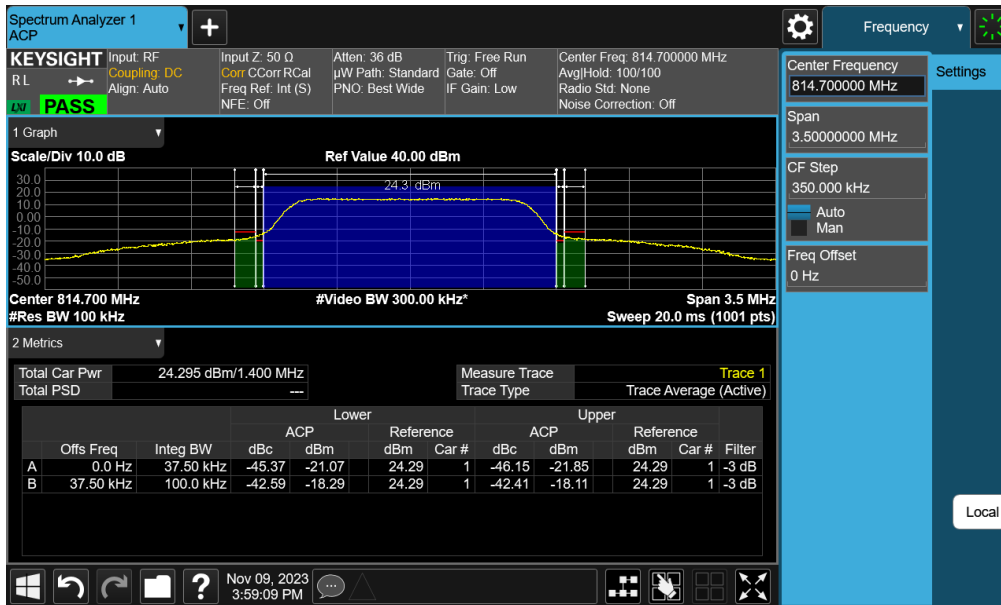 Spectrum Analyzer 1
ACP
Frequency
KEYSIGHT
R L
LXI PASS
Input: RF
Coupling: DC
Align: Auto
Input Z: 50 Ω
Corr CCorr RCal
Freq Ref: Int (S)
NFE: Off
Atten: 36 dB
µW Path: Standard
PNO: Best Wide
Trig: Free Run
Gate: Off
IF Gain: Low
Center Freq: 814.700000 MHz
Avg|Hold: 100/100
Radio Std: None
Noise Correction: Off
Center Frequency
814.700000 MHz
Settings
Span
3.50000000 MHz
CF Step
350.000 kHz
Auto
Man
Freq Offset
0 Hz
Local
1 Graph
Scale/Div 10.0 dB Ref Value 40.00 dBm
24.3 dBm
30.0
20.0
10.0
0.00
-10.0
-20.0
-30.0
-40.0
-50.0
Center 814.700 MHz #Video BW 300.00 kHz* Span 3.5 MHz
#Res BW 100 kHz Sweep 20.0 ms (1001 pts)
2 Metrics
Total Car Pwr 24.295 dBm/1.400 MHz Measure Trace Trace 1
Total PSD --- Trace Type Trace Average (Active)
Lower Upper
ACP Reference ACP Reference
Offs Freq Integ BW dBc dBm dBm Car # dBc dBm dBm Car # Filter
A 0.0 Hz 37.50 kHz -45.37 -21.07 24.29 1 -46.15 -21.85 24.29 1 -3 dB
B 37.50 kHz 100.0 kHz -42.59 -18.29 24.29 1 -42.41 -18.11 24.29 1 -3 dB
Nov 09, 2023
3:59:09 PM